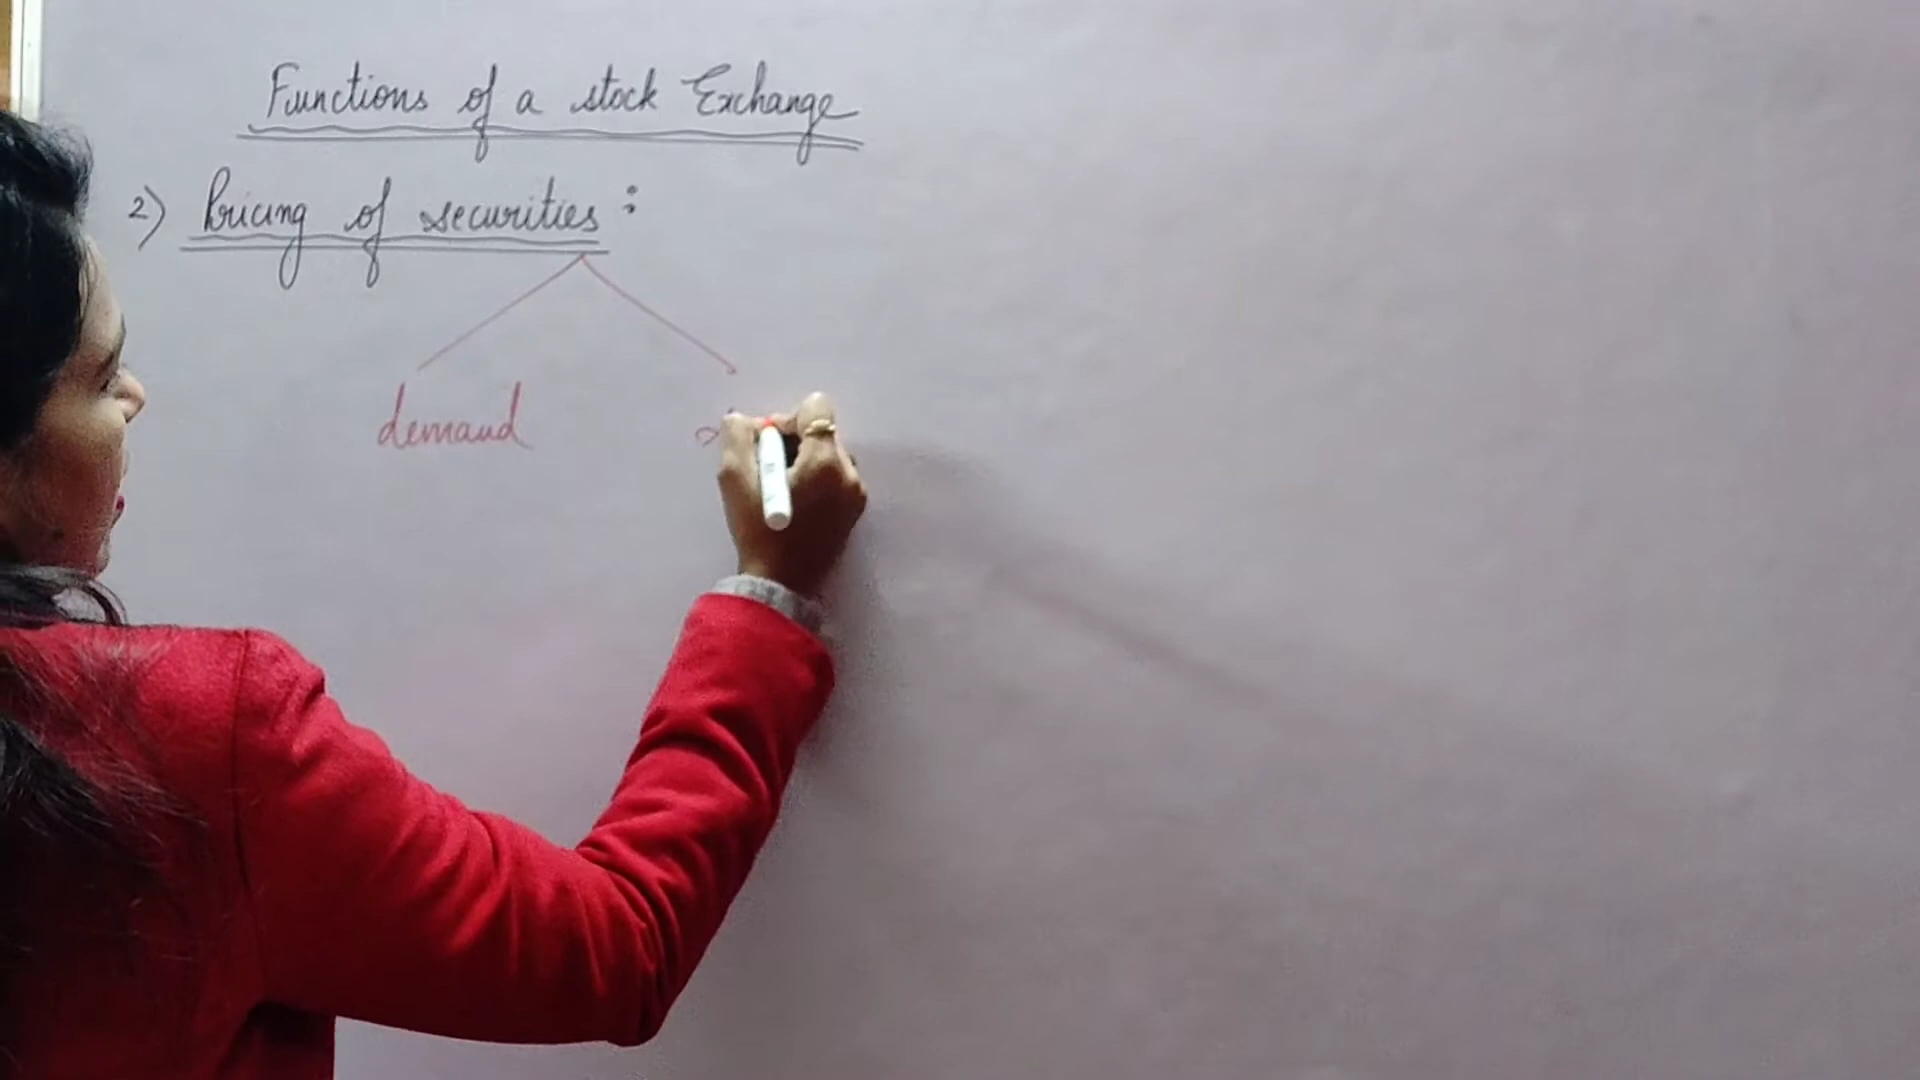 Functions of a stock Exchange
2) Pricing of securities :
demand